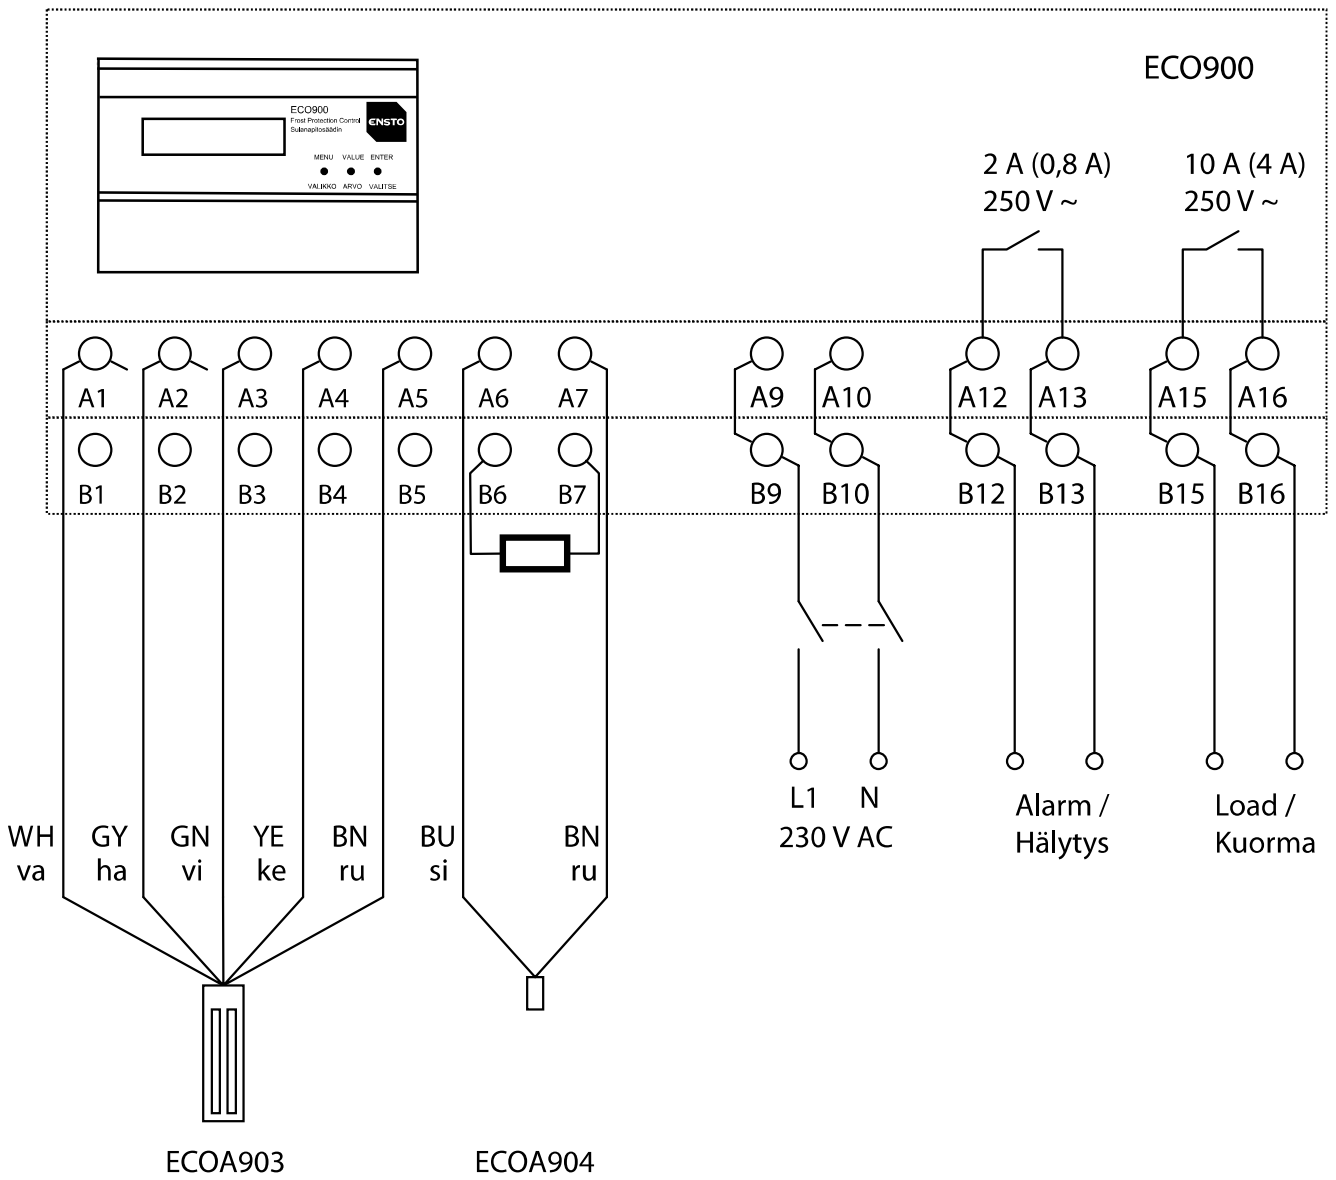 ECO900
ECO900
Frost Protection Control
Sulanapitosäädin
ENSTO
MENU VALUE ENTER
VALIKKO ARVO VALITSE
2 A (0,8 A)
250 V ~
10 A (4 A)
250 V ~
A1 A2 A3 A4 A5 A6 A7 A9 A10 A12 A13 A15 A16
B1 B2 B3 B4 B5 B6 B7 B9 B10 B12 B13 B15 B16
L1 N
230 V AC
Alarm /
Hälytys
Load /
Kuorma
WH GY GN YE BN BU BN
va ha vi ke ru si ru
ECOA903 ECOA904